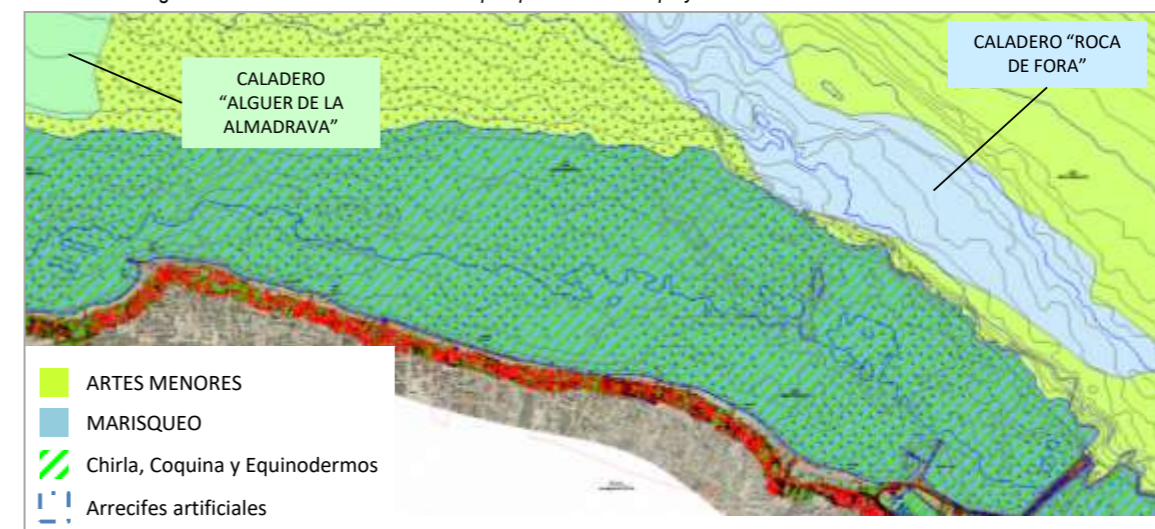 CALADERO
“ALGUER DE LA
ALMADRAVA”
CALADERO “ROCA
DE FORA”
ARTES MENORES
MARISQUEO
Chirla, Coquina y Equinodermos
Arrecifes artificiales